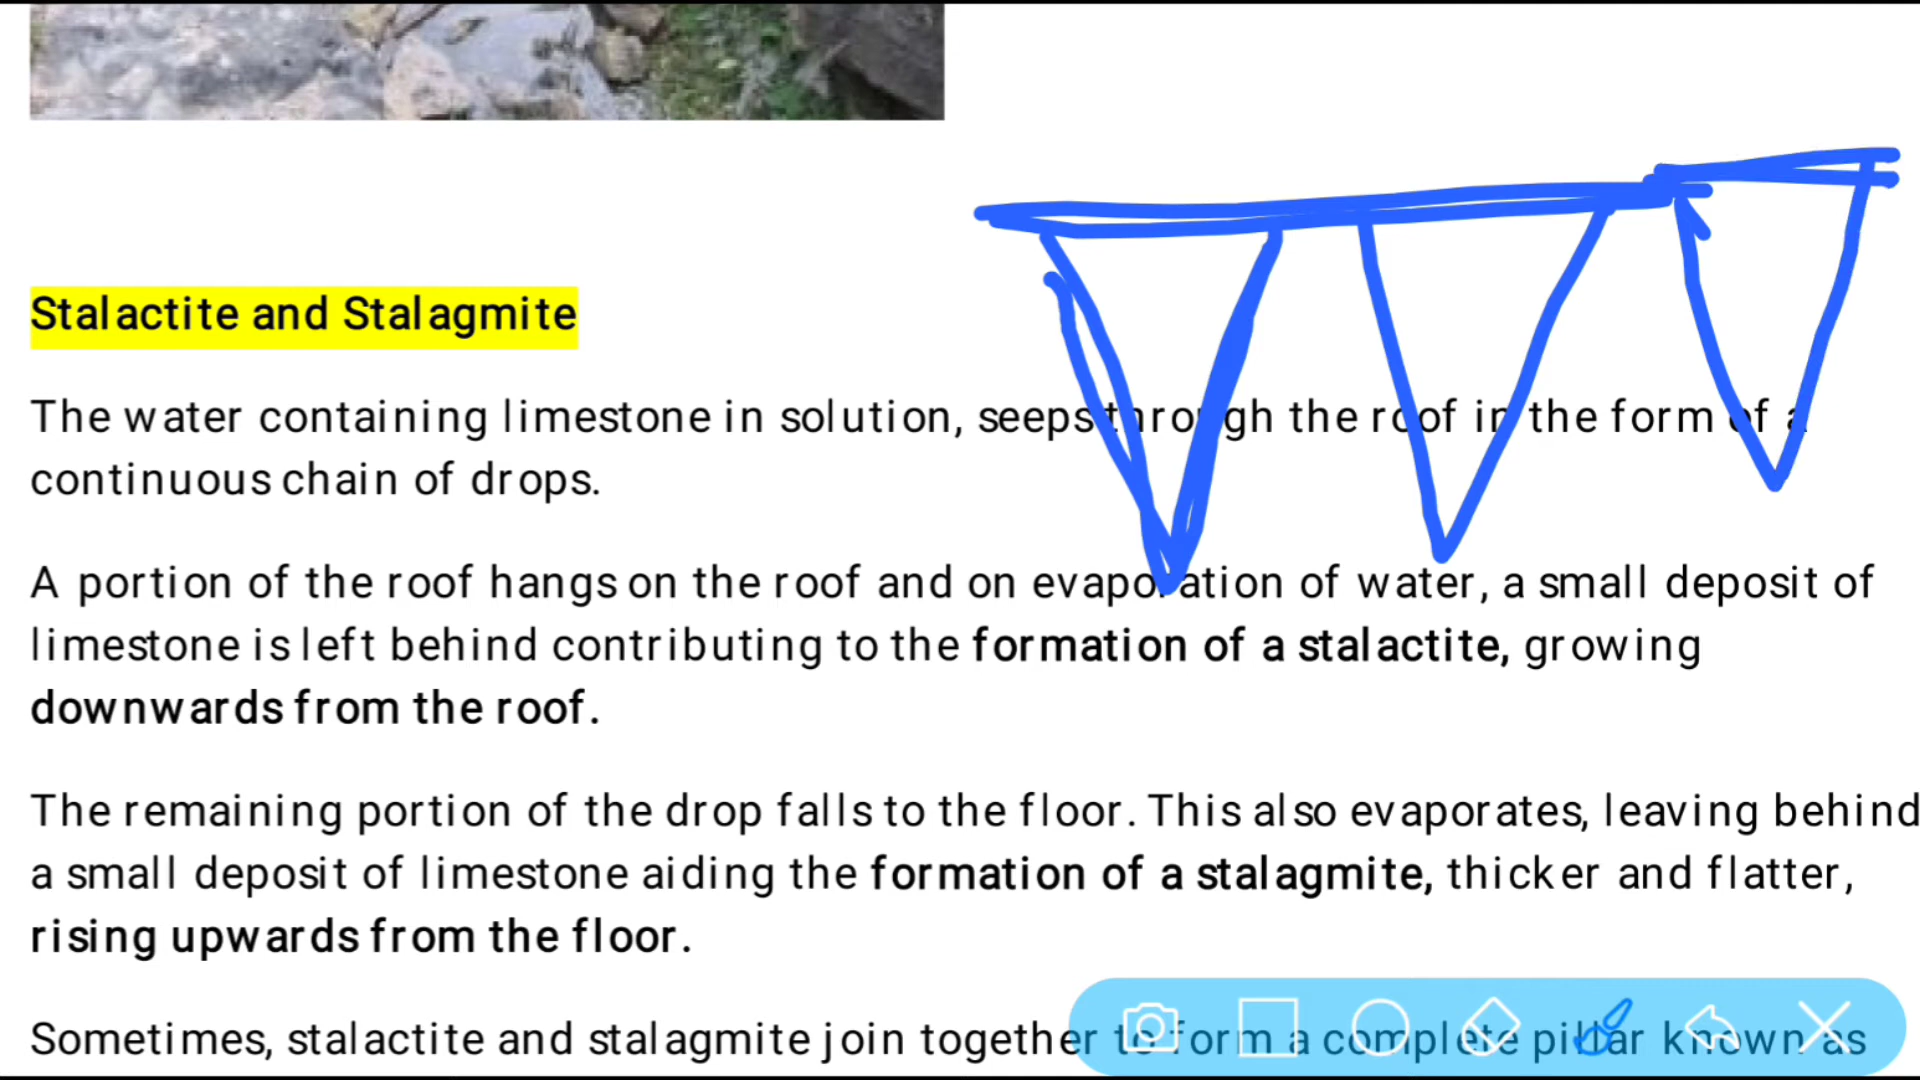 Stalactite and Stalagmite
The water containing limestone in solution, seeps through the roof in the form of a
continuous chain of drops.
A portion of the roof hangs on the roof and on evaporation of water, a small deposit of
limestone is left behind contributing to the formation of a stalactite, growing
downwards from the roof.
The remaining portion of the drop falls to the floor. This also evaporates, leaving behind
a small deposit of limestone aiding the formation of a stalagmite, thicker and flatter,
rising upwards from the floor.
Sometimes, stalactite and stalagmite join together to form a complete pillar known as